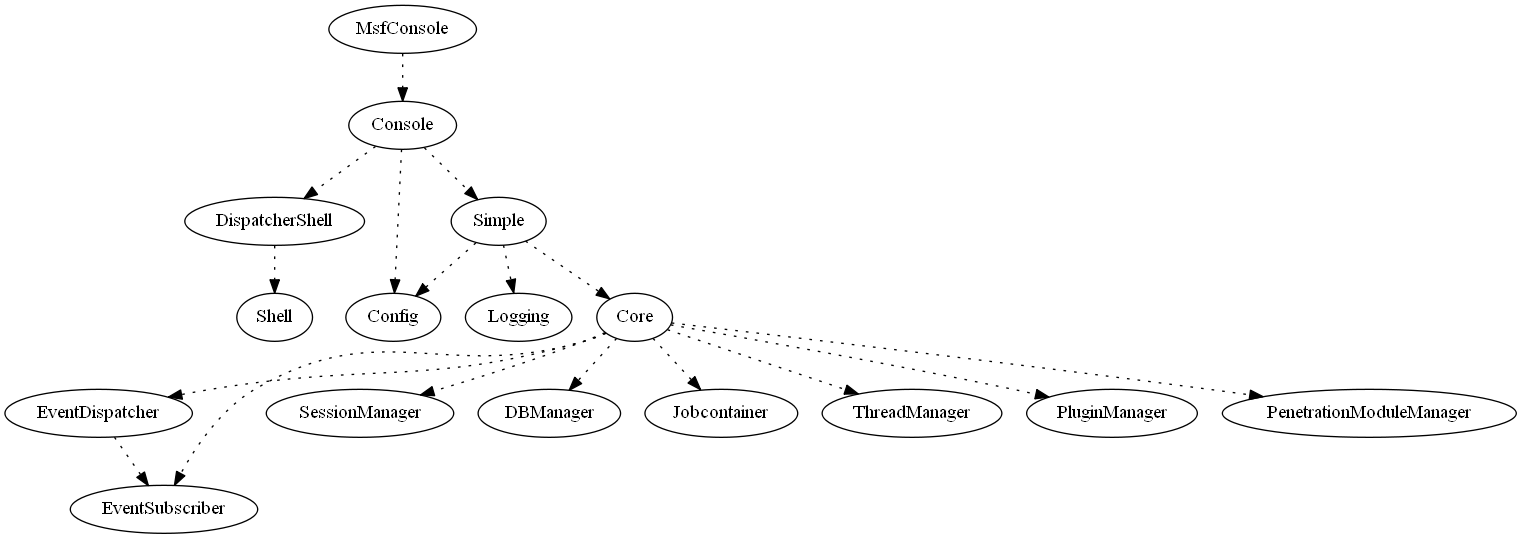 MsfConsole
Console
DispatcherShell
Simple
Shell
Config
Logging
Core
EventDispatcher
SessionManager
DBManager
Jobcontainer
ThreadManager
PluginManager
PenetrationModuleManager
EventSubscriber